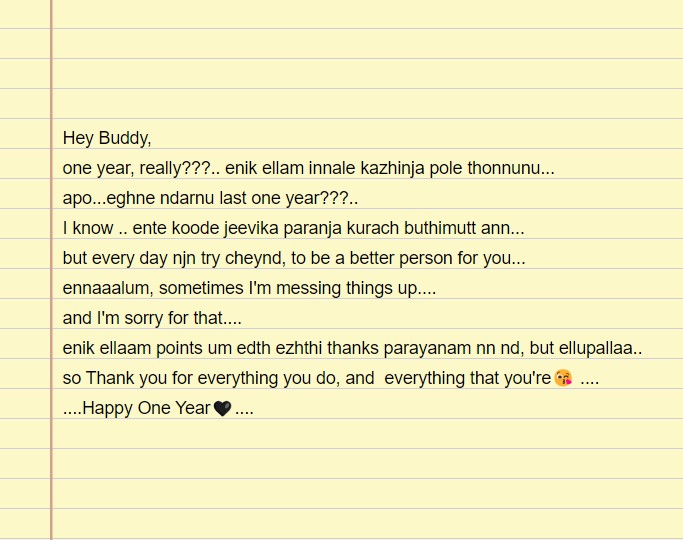 Hey Buddy,
one year, really???.. enik ellam innale kazhinja pole thonnunu...
apo...eghne ndarnu last one year???..
I know .. ente koode jeevika paranja kurach buthimutt ann...
but every day njn try cheynd, to be a better person for you...
ennaaalum, sometimes I'm messing things up....
and I'm sorry for that....
enik ellaam points um edth ezhthi thanks parayanam nn nd, but ellupallaa..
so Thank you for everything you do, and  everything that you're😘 ....
....Happy One Year🖤....